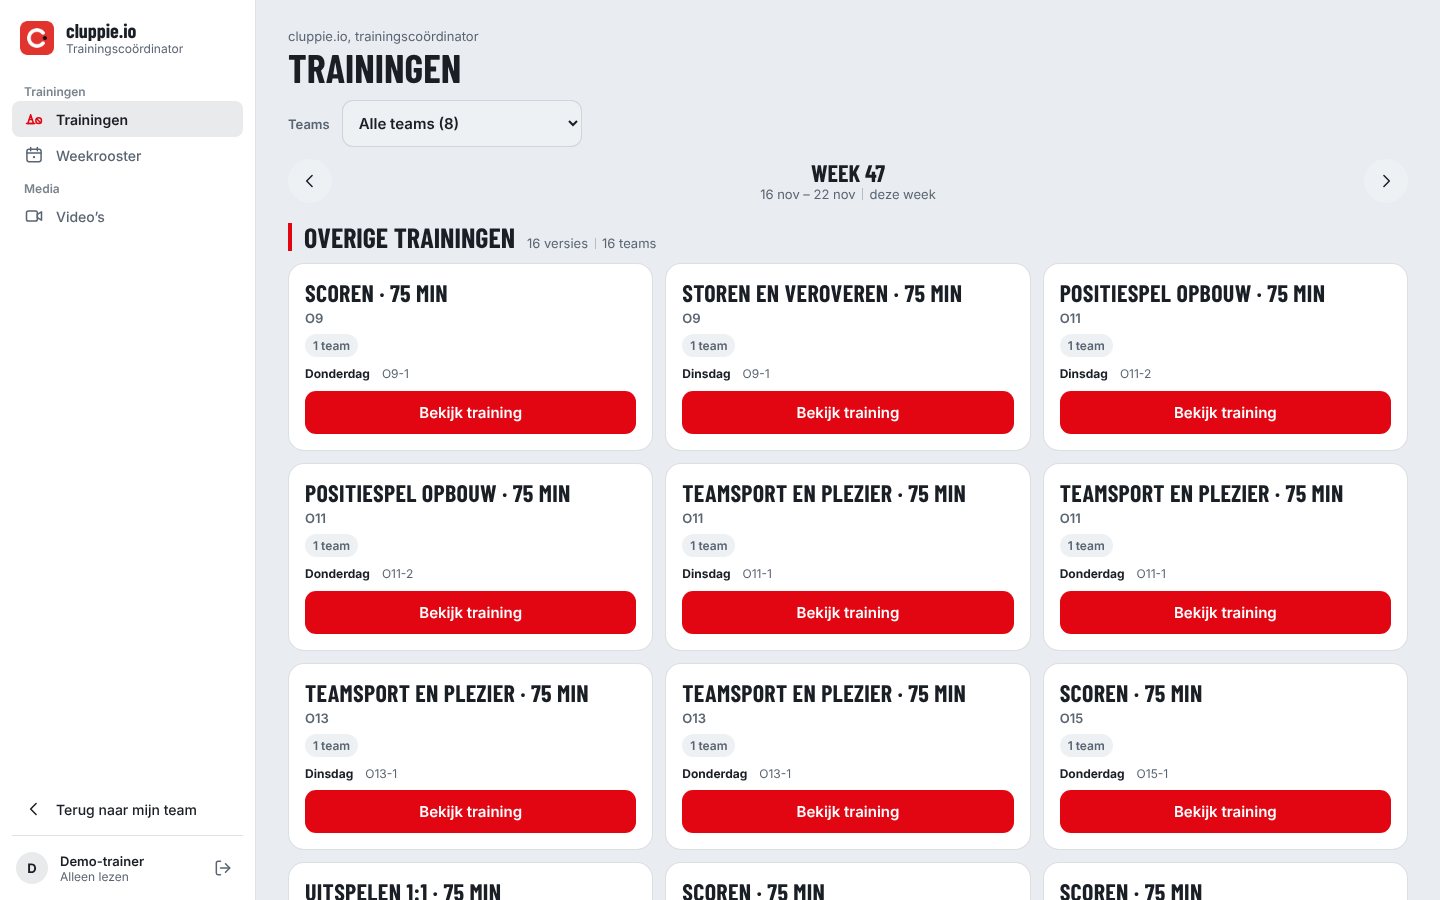 cluppie.io
Trainingscoördinator
Trainingen
Trainingen
Weekrooster
Media
Video's
Terug naar mijn team
D
Demo-trainer
Alleen lezen
cluppie.io, trainingscoördinator
TRAININGEN
Teams
Alle teams (8)
WEEK 47
16 nov – 22 nov | deze week
OVERIGE TRAININGEN 16 versies | 16 teams
SCOREN · 75 MIN
O9
1 team
Donderdag O9-1
Bekijk training
STOREN EN VEROVEREN · 75 MIN
O9
1 team
Dinsdag O9-1
Bekijk training
POSITIESPEL OPBOUW · 75 MIN
O11
1 team
Dinsdag O11-2
Bekijk training
POSITIESPEL OPBOUW · 75 MIN
O11
1 team
Donderdag O11-2
Bekijk training
TEAMSPORT EN PLEZIER · 75 MIN
O11
1 team
Dinsdag O11-1
Bekijk training
TEAMSPORT EN PLEZIER · 75 MIN
O11
1 team
Donderdag O11-1
Bekijk training
TEAMSPORT EN PLEZIER · 75 MIN
O13
1 team
Dinsdag O13-1
Bekijk training
TEAMSPORT EN PLEZIER · 75 MIN
O13
1 team
Donderdag O13-1
Bekijk training
SCOREN · 75 MIN
O15
1 team
Donderdag O15-1
Bekijk training
UITSPELEN 1:1 · 75 MIN
SCOREN · 75 MIN
SCOREN · 75 MIN